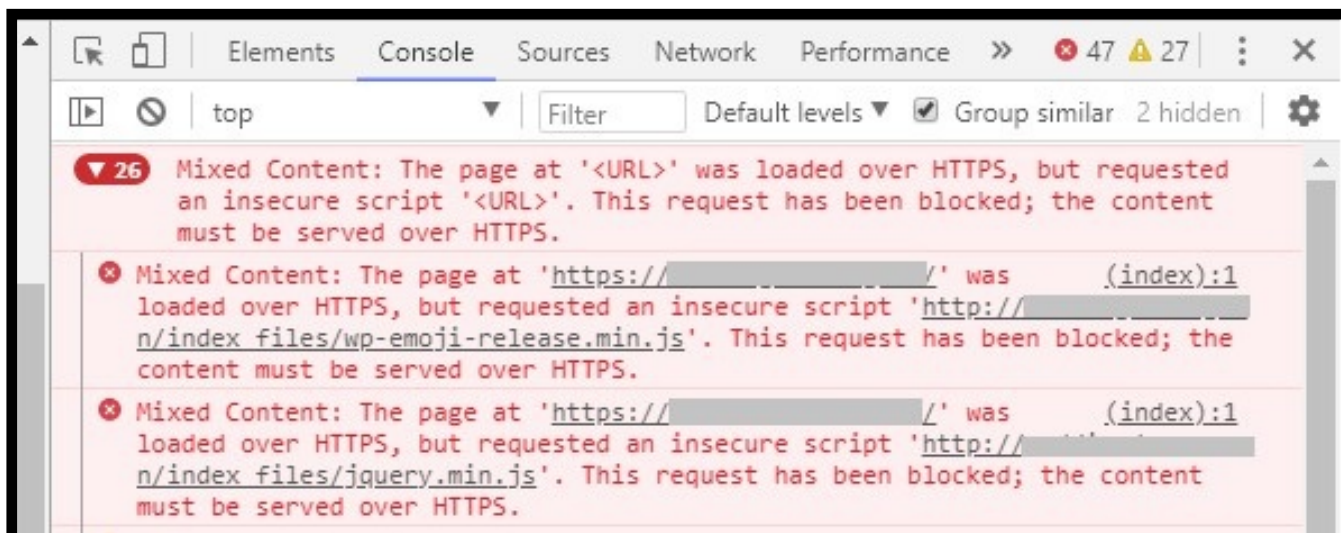 Elements Console Sources Network Performance » 47 27
top Filter Default levels Group similar 2 hidden
26 Mixed Content: The page at '<URL>' was loaded over HTTPS, but requested
an insecure script '<URL>'. This request has been blocked; the content
must be served over HTTPS.
Mixed Content: The page at 'https:// /' was (index):1
loaded over HTTPS, but requested an insecure script 'http://
n/index_files/wp-emoji-release.min.js'. This request has been blocked; the
content must be served over HTTPS.
Mixed Content: The page at 'https:// /' was (index):1
loaded over HTTPS, but requested an insecure script 'http://
n/index_files/jquery.min.js'. This request has been blocked; the content
must be served over HTTPS.